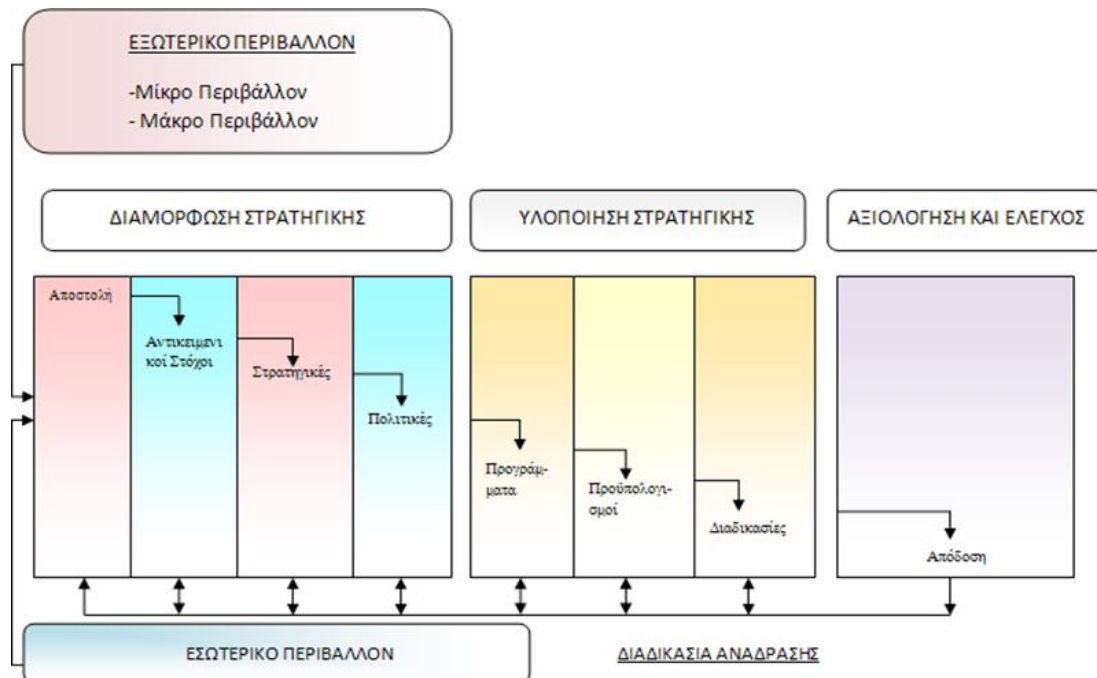 ΕΞΩΤΕΡΙΚΟ ΠΕΡΙΒΑΛΛΟΝ
-Μίκρο Περιβάλλον
- Μάκρο Περιβάλλον
ΔΙΑΜΟΡΦΩΣΗ ΣΤΡΑΤΗΓΙΚΗΣ
ΥΛΟΠΟΙΗΣΗ ΣΤΡΑΤΗΓΙΚΗΣ
ΑΞΙΟΛΟΓΗΣΗ ΚΑΙ ΕΛΕΓΧΟΣ
Αποστολή
Αντικειμενι
κοί Στόχοι
Στρατηγικές
Πολιτικές
Προγράμ-
ματα
Προϋπολογι-
σμοί
Διαδικασίες
Απόδοση
ΕΣΩΤΕΡΙΚΟ ΠΕΡΙΒΑΛΛΟΝ
ΔΙΑΔΙΚΑΣΙΑ ΑΝΑΔΡΑΣΗΣ